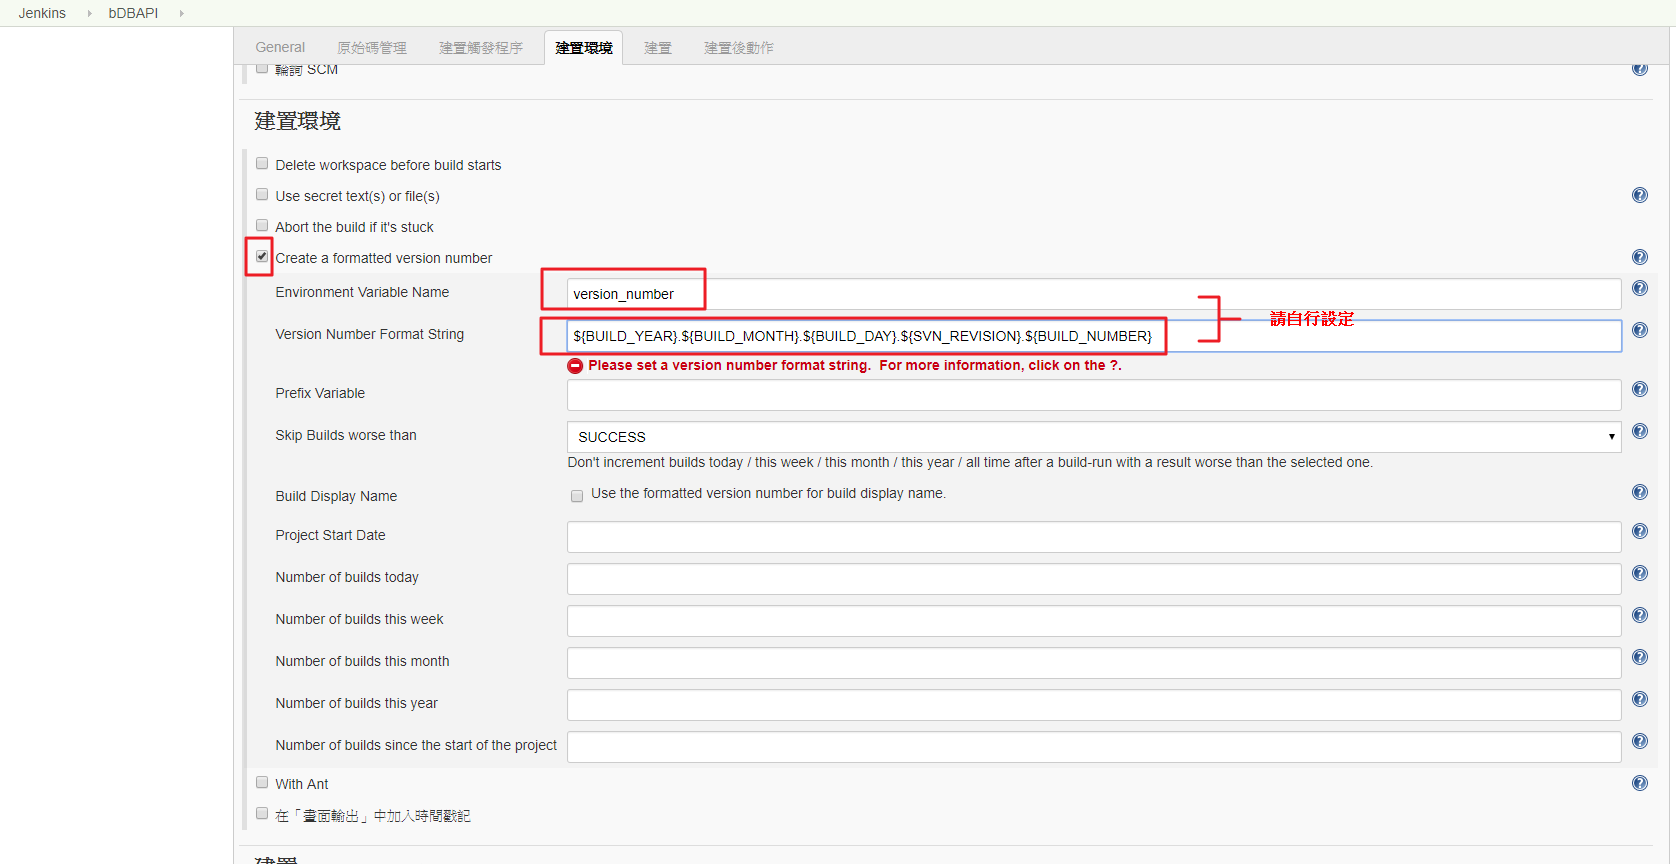 Jenkins bDBAPI
General 原始碼管理 建置觸發程序 建置環境 建置 建置後動作
輪詢 SCM
建置環境
Delete workspace before build starts
Use secret text(s) or file(s)
Abort the build if it's stuck
Create a formatted version number
Environment Variable Name version_number
請自行設定
Version Number Format String ${BUILD_YEAR}.${BUILD_MONTH}.${BUILD_DAY}.${SVN_REVISION}.${BUILD_NUMBER}
Please set a version number format string. For more information, click on the ?.
Prefix Variable
Skip Builds worse than SUCCESS
Don't increment builds today / this week / this month / this year / all time after a build-run with a result worse than the selected one.
Build Display Name Use the formatted version number for build display name.
Project Start Date
Number of builds today
Number of builds this week
Number of builds this month
Number of builds this year
Number of builds since the start of the project
With Ant
在「畫面輸出」中加入時間戳記
建置